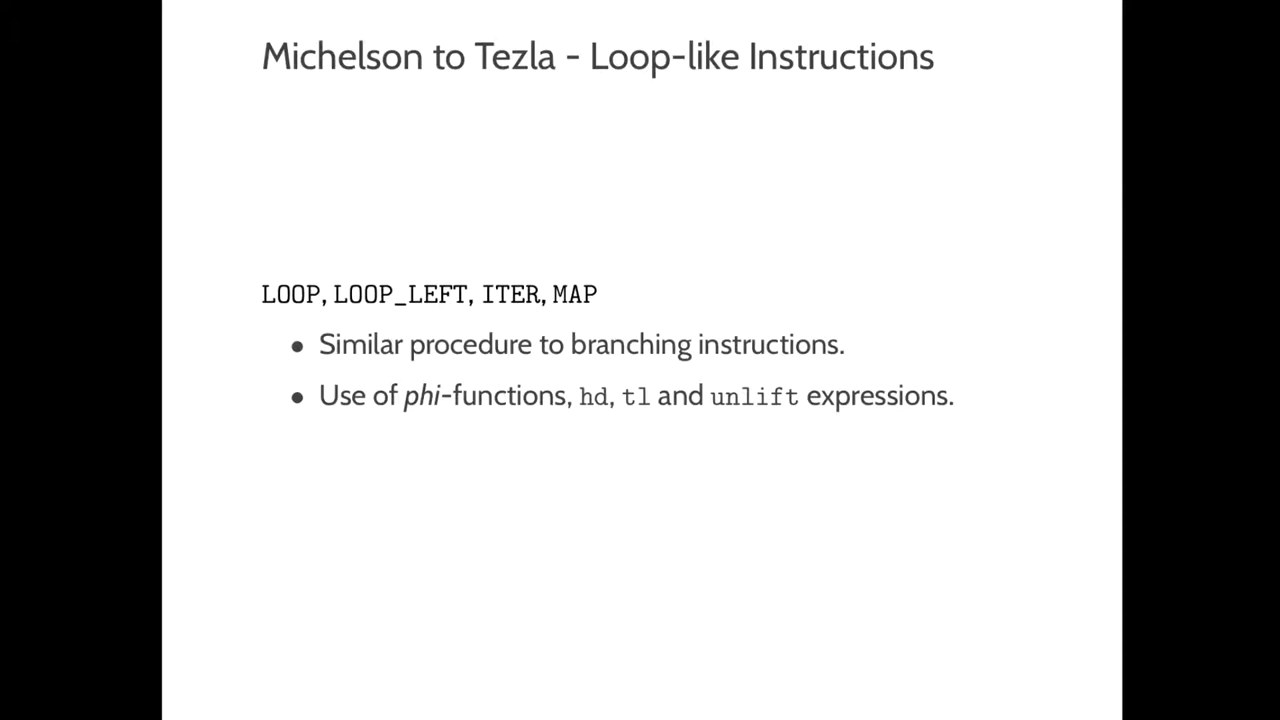 Michelson to Tezla - Loop-like Instructions
LOOP, LOOP_LEFT, ITER, MAP
• Similar procedure to branching instructions.
• Use of phi-functions, hd, tl and unlift expressions.